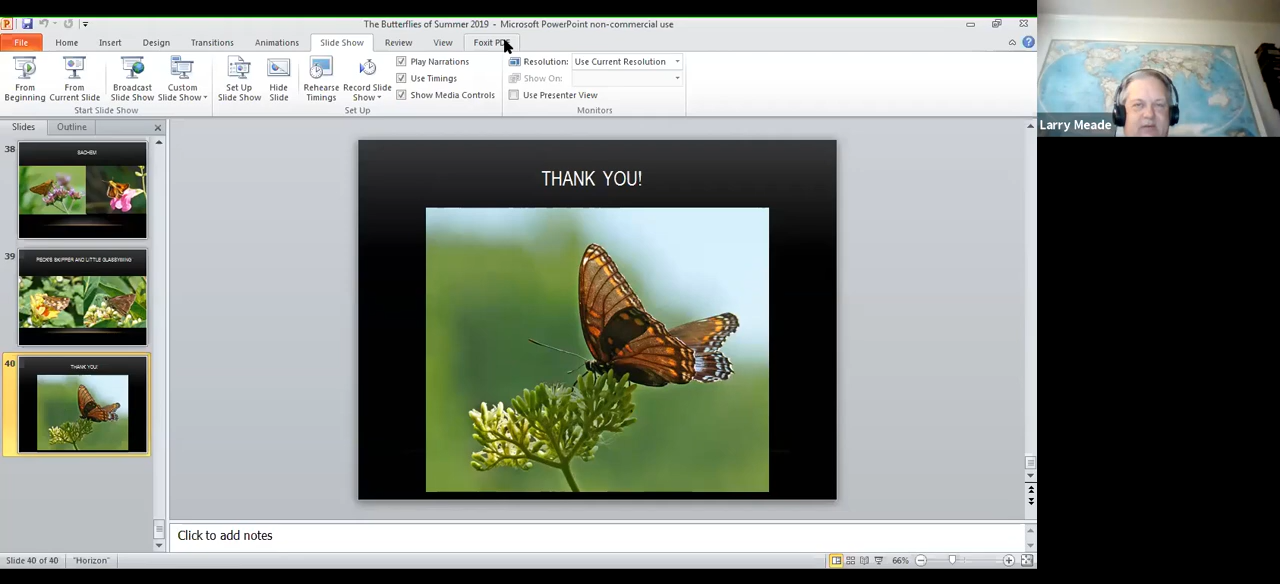 The Butterflies of Summer 2019 - Microsoft PowerPoint non-commercial use
File Home Insert Design Transitions Animations Slide Show Review View Foxit PDF
From Beginning
From Current Slide
Broadcast Slide Show
Custom Slide Show
Start Slide Show
Set Up Slide Show
Hide Slide
Rehearse Timings
Record Slide Show
Play Narrations
Use Timings
Show Media Controls
Set Up
Resolution: Use Current Resolution
Show On:
Use Presenter View
Monitors
Larry Meade
Slides Outline
38
SACHEM
39
PECK'S SKIPPER AND LITTLE GLASSYWING
40
THANK YOU!
THANK YOU!
Click to add notes
Slide 40 of 40 "Horizon" 66%